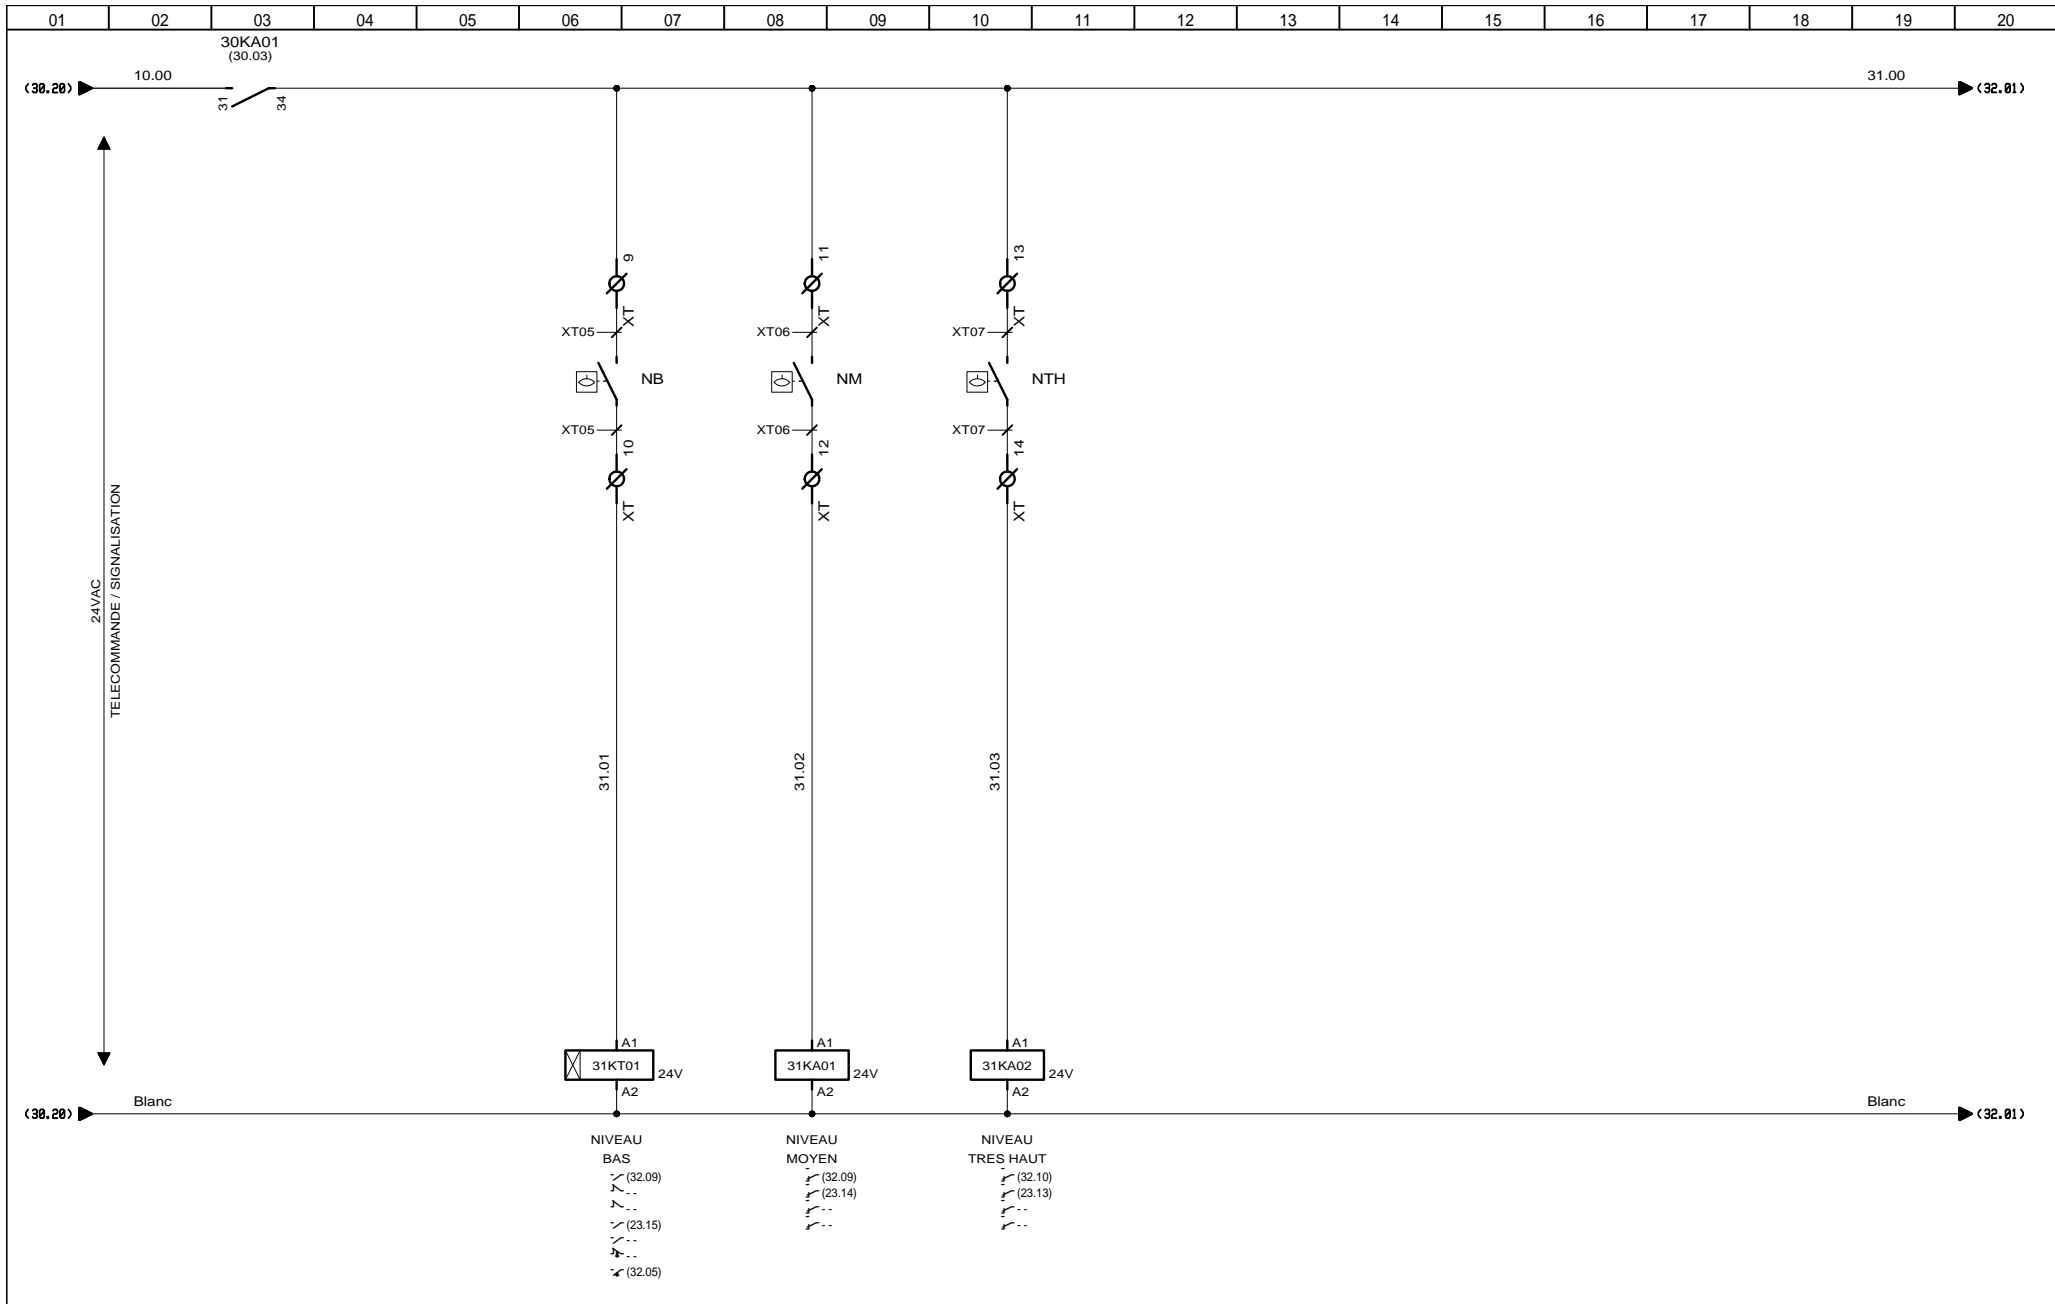 01 02 03 04 05 06 07 08 09 10 11 12 13 14 15 16 17 18 19 20
30KA01
(30.03)
10.00
31.00
(30.20)
(32.01)
31
34
9
11
13
XT
XT
XT
XT05
XT06
XT07
NB
NM
NTH
XT05
XT06
XT07
10
12
14
XT
XT
XT
24VAC
TELECOMMANDE / SIGNALISATION
31.01
31.02
31.03
A1
A1
A1
31KT01
24V
31KA01
24V
31KA02
24V
A2
A2
A2
Blanc
Blanc
(30.20)
(32.01)
NIVEAU
BAS
(32.09)
--
--
(23.15)
--
--
(32.05)
NIVEAU
MOYEN
(32.09)
(23.14)
--
--
NIVEAU
TRES HAUT
(32.10)
(23.13)
--
--